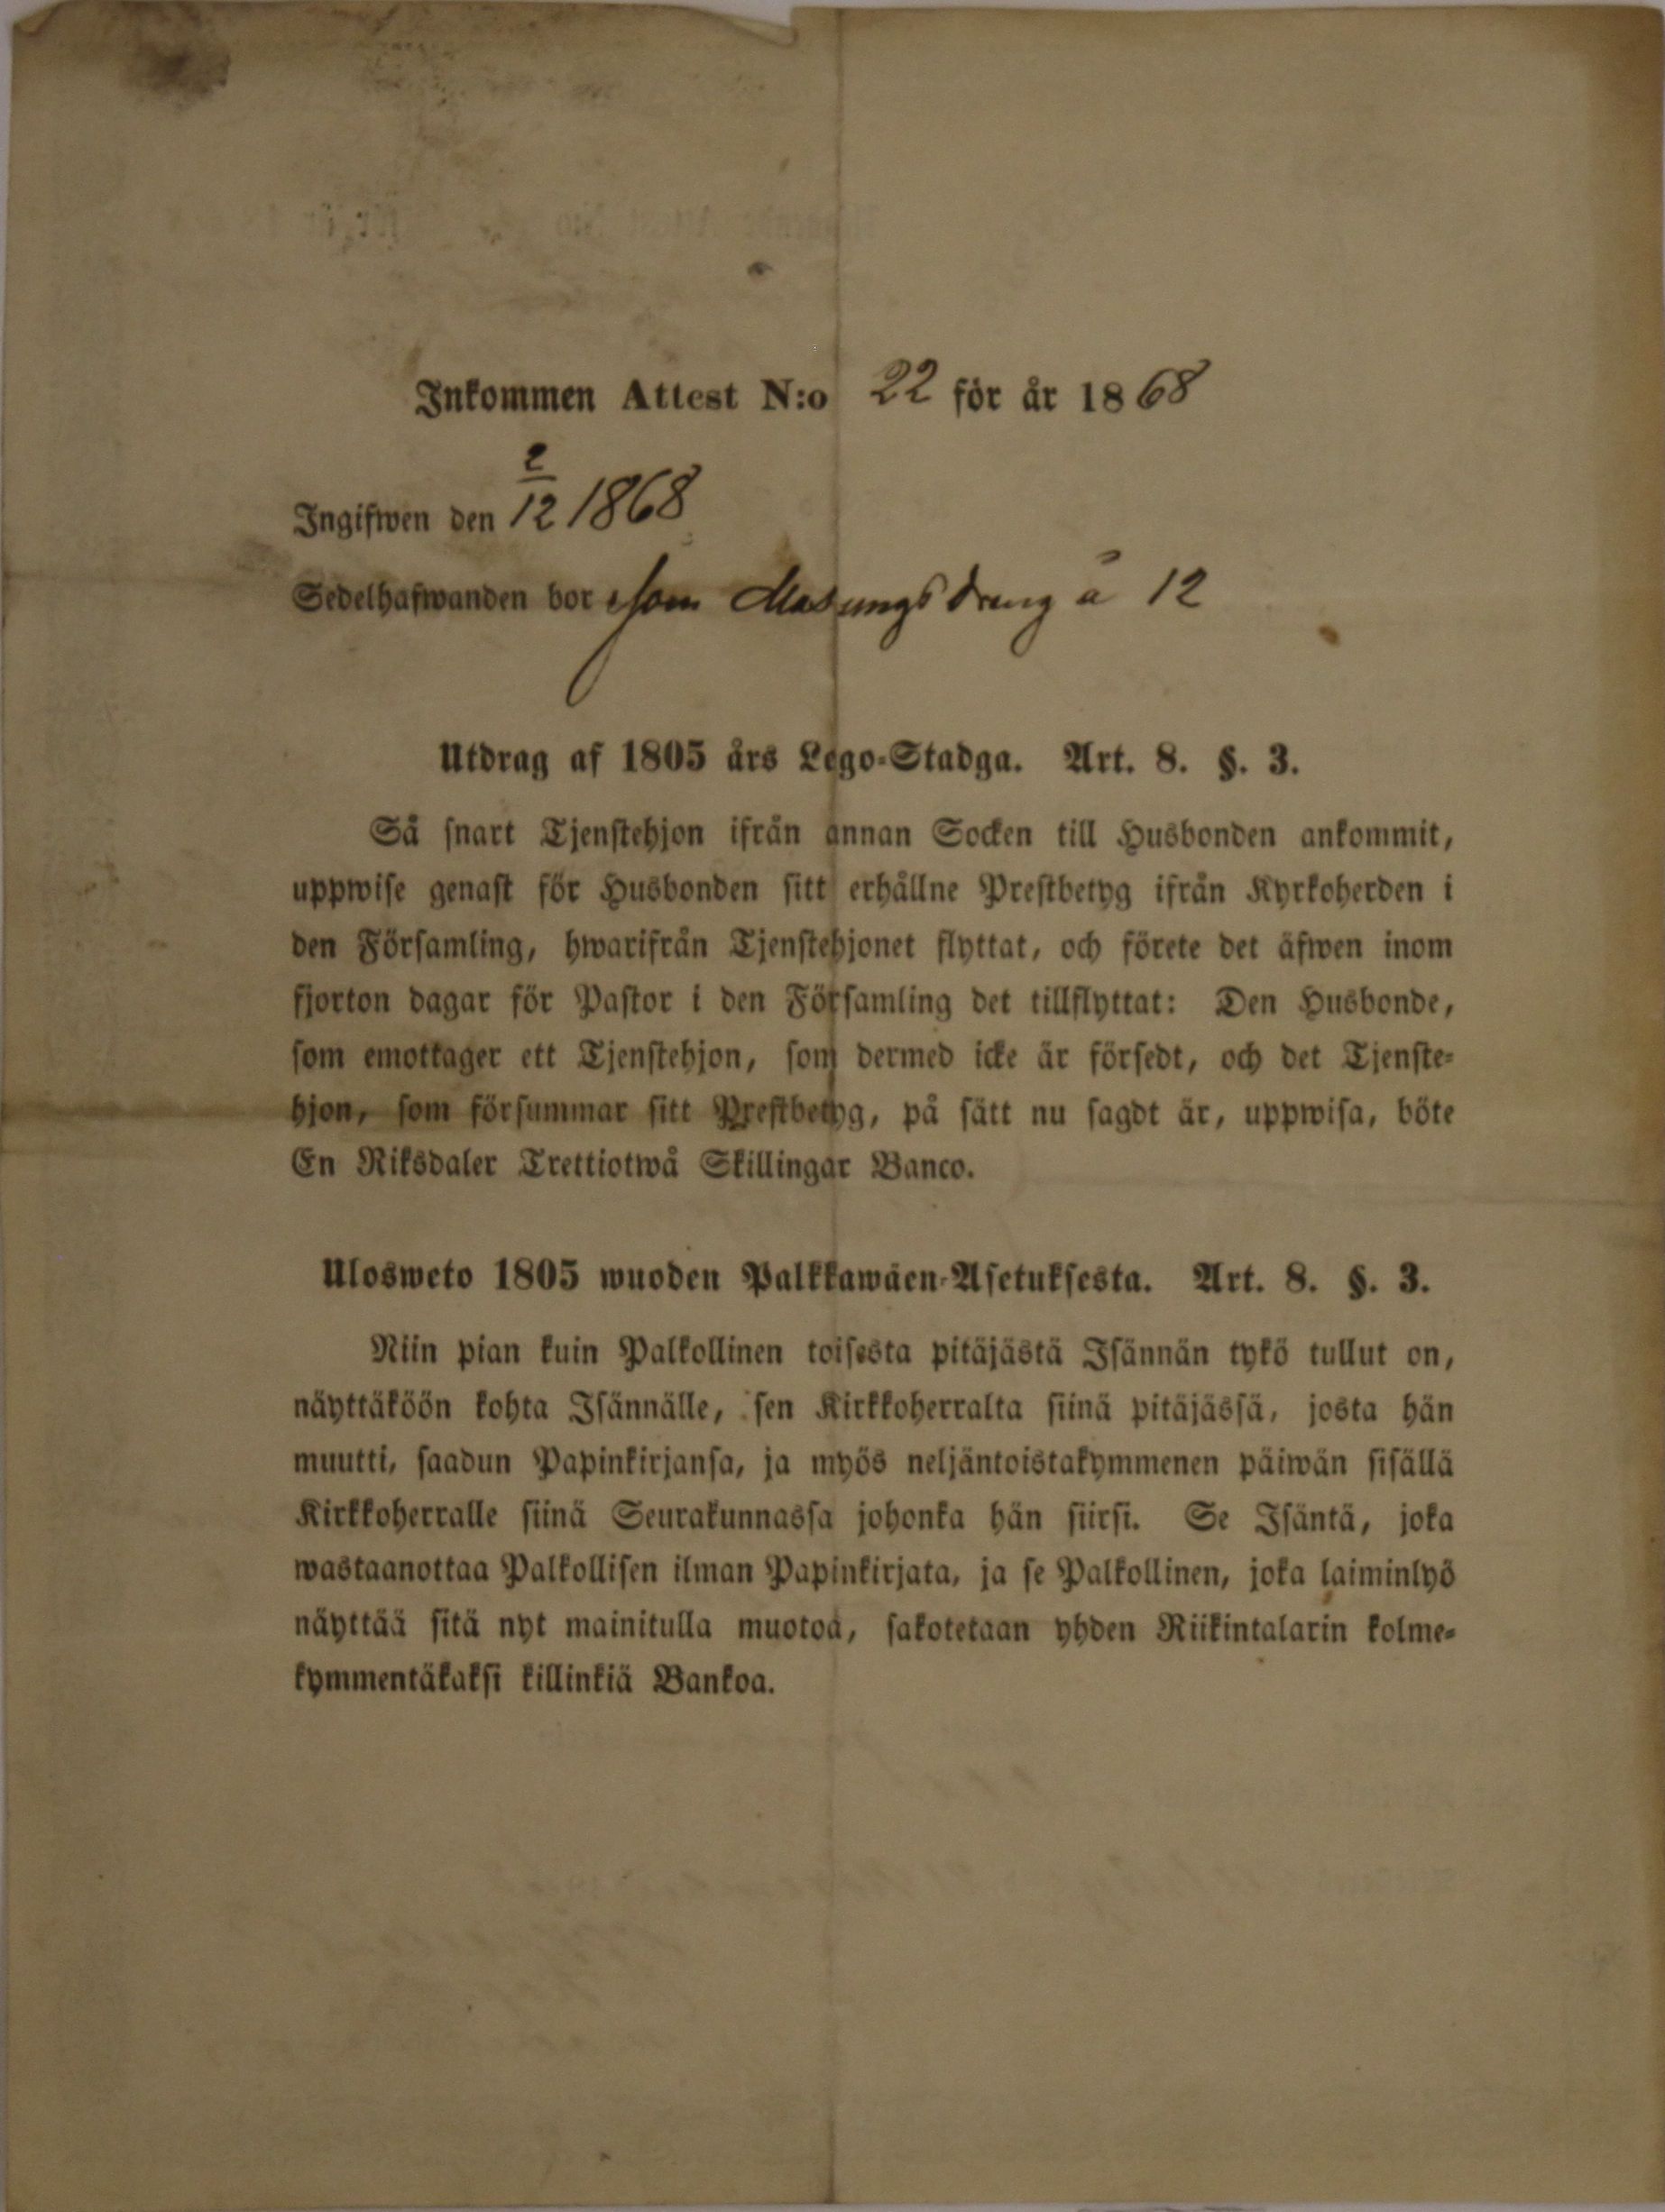 Inkommen Attest N:o 22 för år 1868
Ingifwen den 2/12 1868
Sedelhafwanden bor som Masungsdreng å 12
Utdrag af 1805 års Lego-Stadga. Art. 8. §. 3.
Så snart Tjenstehjon ifrån annan Socken till Husbonden ankommit,
uppwise genast för Husbonden sitt erhållne Prestbetyg ifrån Kyrkoherden i
den Församling, hwarifrån Tjenstehjonet flyttat, och förete det äfwen inom
fjorton dagar för Pastor i den Församling det tillflyttat: Den Husbonde,
som emottager ett Tjenstehjon, som dermed icke är försedt, och det Tjenste-
hjon, som försummar sitt Prestbetyg, på sätt nu sagdt är, uppwisa, böte
En Riksdaler Trettiotwå Skillingar Banco.
Ulosweto 1805 wuoden Palkkawäen-Asetuksesta. Art. 8. §. 3.
Niin pian kuin Palkollinen toisesta pitäjästä Isännän tykö tullut on,
näyttäköön kohta Isännälle, sen Kirkkoherralta siinä pitäjässä, josta hän
muutti, saadun Papinkirjansa, ja myös neljäntoistakymmenen päiwän sisällä
Kirkkoherralle siinä Seurakunnassa johonka hän siirsi. Se Isäntä, joka
wastaanottaa Palkollisen ilman Papinkirjata, ja se Palkollinen, joka laiminlyö
näyttää sitä nyt mainitulla muotoa, sakotetaan yhden Riikintalarin kolme-
kymmentäkaksi killinkiä Bankoa.